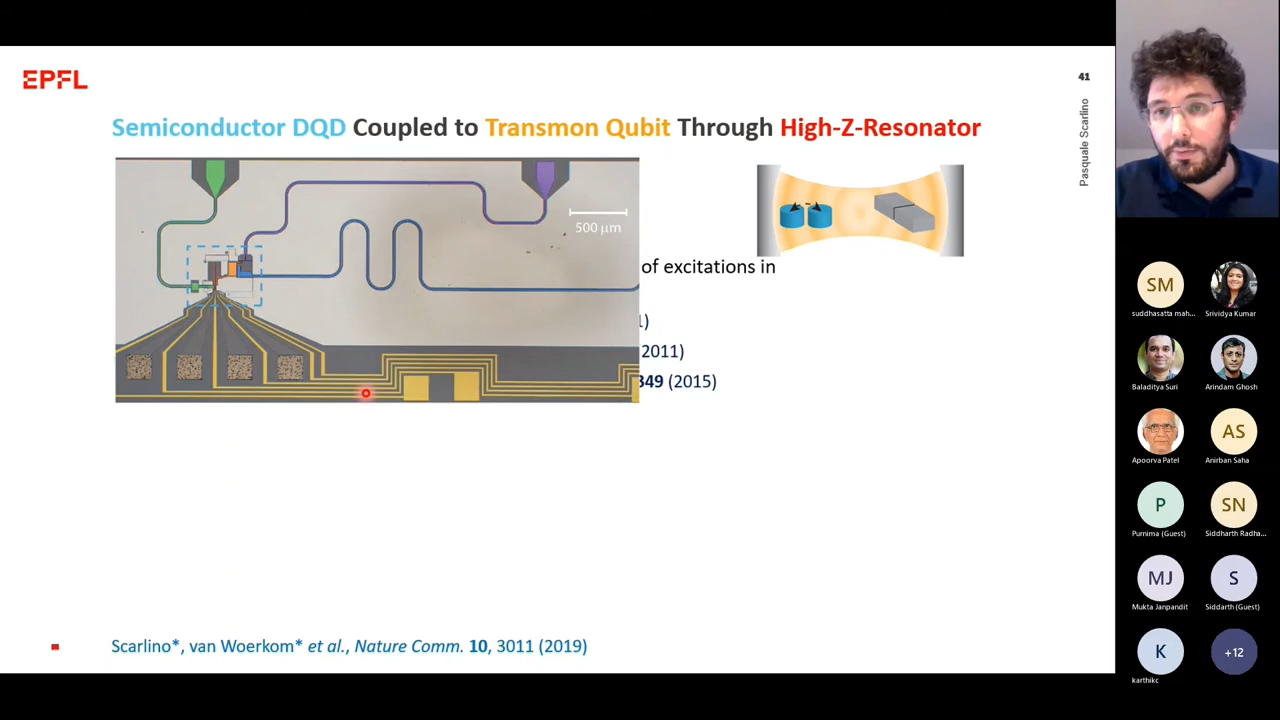 EPFL
41
Pasquale Scarlino
Semiconductor DQD Coupled to Transmon Qubit Through High-Z-Resonator
500 μm
of excitations in
1)
2011)
349 (2015)
Scarlino*, van Woerkom* et al., Nature Comm. 10, 3011 (2019)
SM
suddhasatta mah...
Srividya Kumar
Baladitya Suri
Arindam Ghosh
Apoorva Patel
AS
Anirban Saha
P
Purnima (Guest)
SN
Siddharth Radha...
MJ
Mukta Janpandit
S
Siddarth (Guest)
K
karthikc
+12